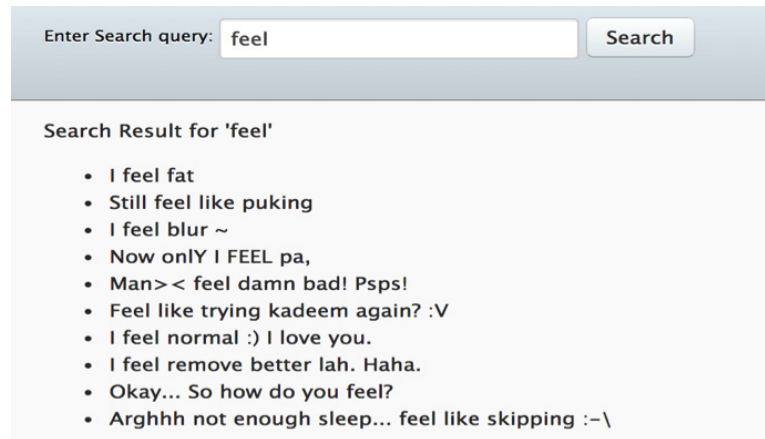 Enter Search query: feel Search
Search Result for 'feel'
• I feel fat
• Still feel like puking
• I feel blur ~
• Now onlY I FEEL pa,
• Man>< feel damn bad! Psps!
• Feel like trying kadeem again? :V
• I feel normal :) I love you.
• I feel remove better lah. Haha.
• Okay... So how do you feel?
• Arghhh not enough sleep... feel like skipping :-\